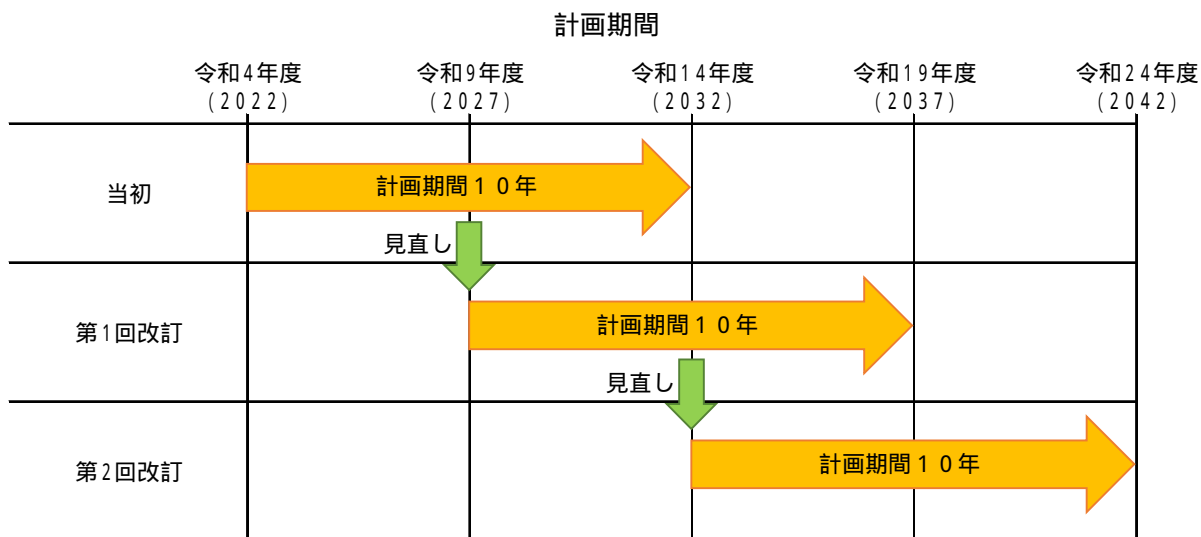 計画期間
令和4年度 令和9年度 令和14年度 令和19年度 令和24年度
(2022) (2027) (2032) (2037) (2042)
当初 計画期間10年
見直し
第1回改訂 計画期間10年
見直し
第2回改訂 計画期間10年